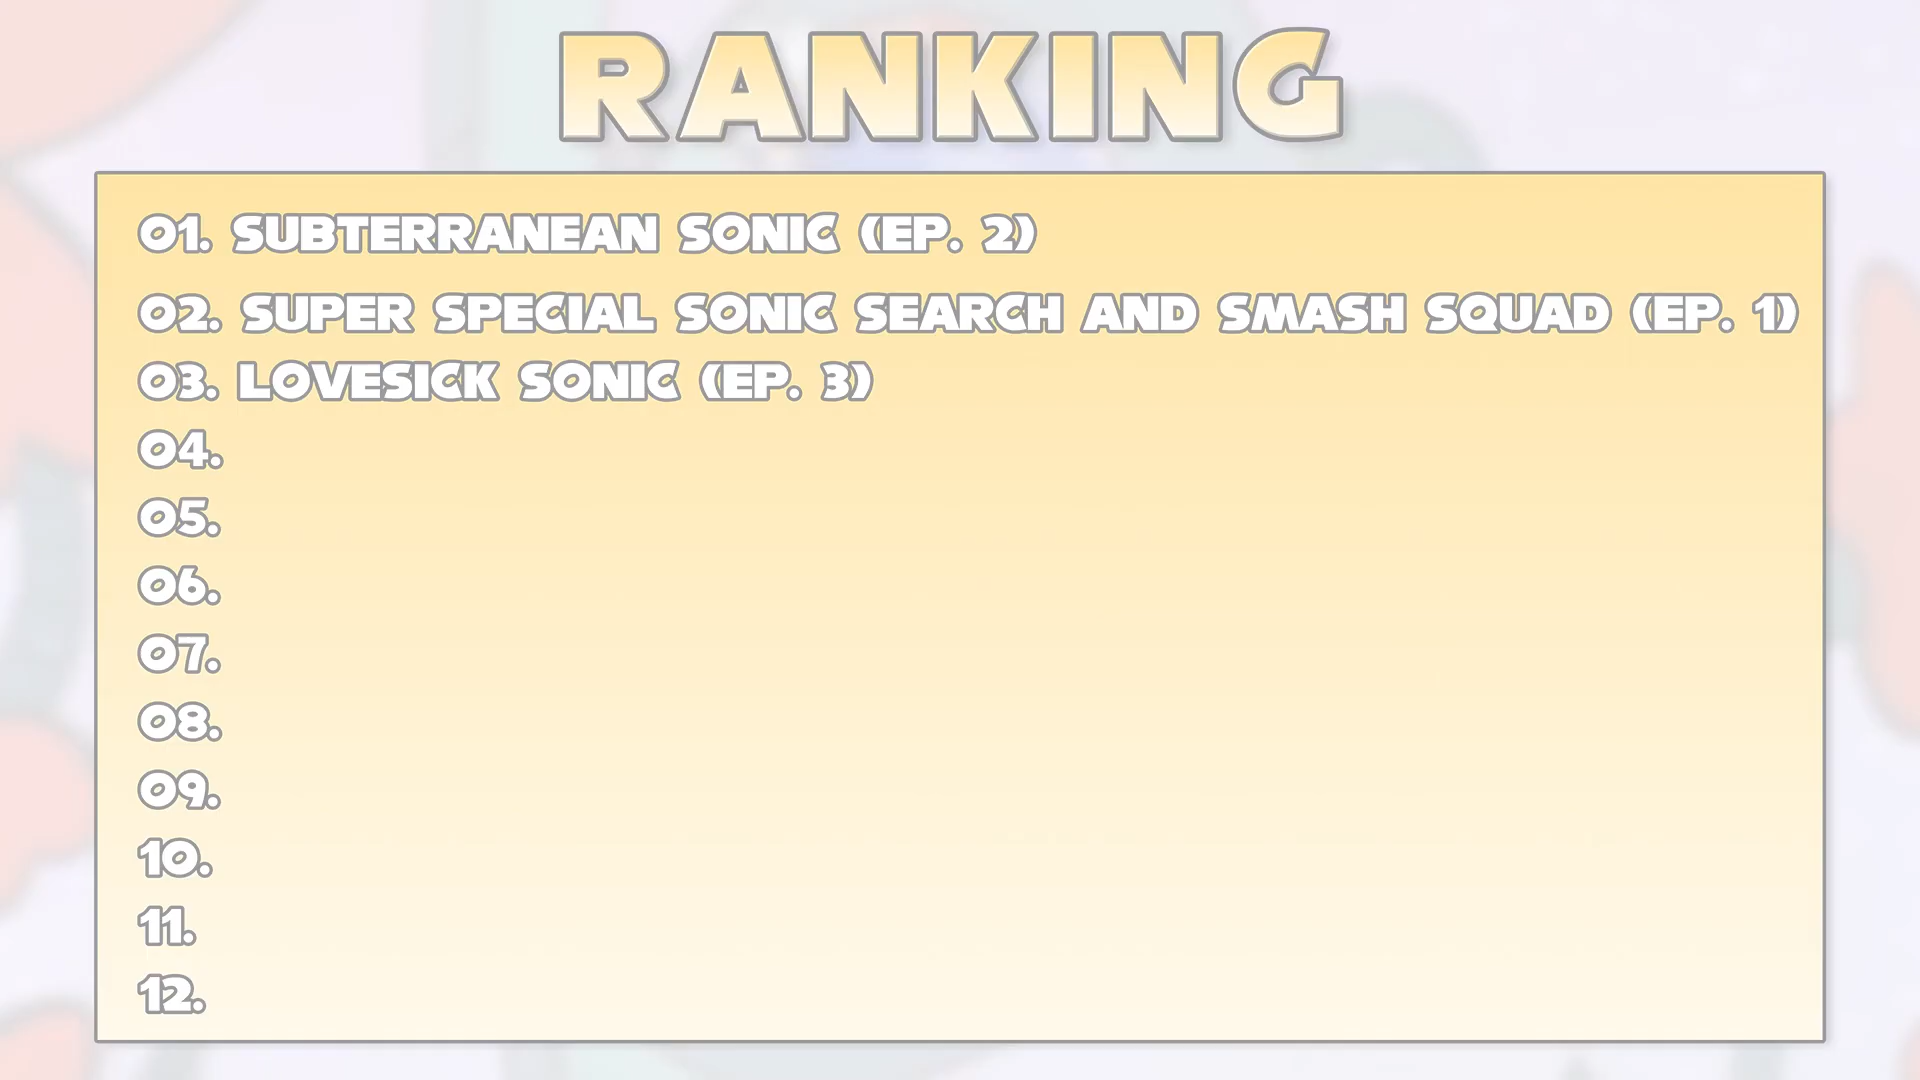 RANKING
01. SUBTERRANEAN SONIC (EP. 2)
02. SUPER SPECIAL SONIC SEARCH AND SMASH SQUAD (EP. 1)
03. LOVESICK SONIC (EP. 3)
04.
05.
06.
07.
08.
09.
10.
11.
12.